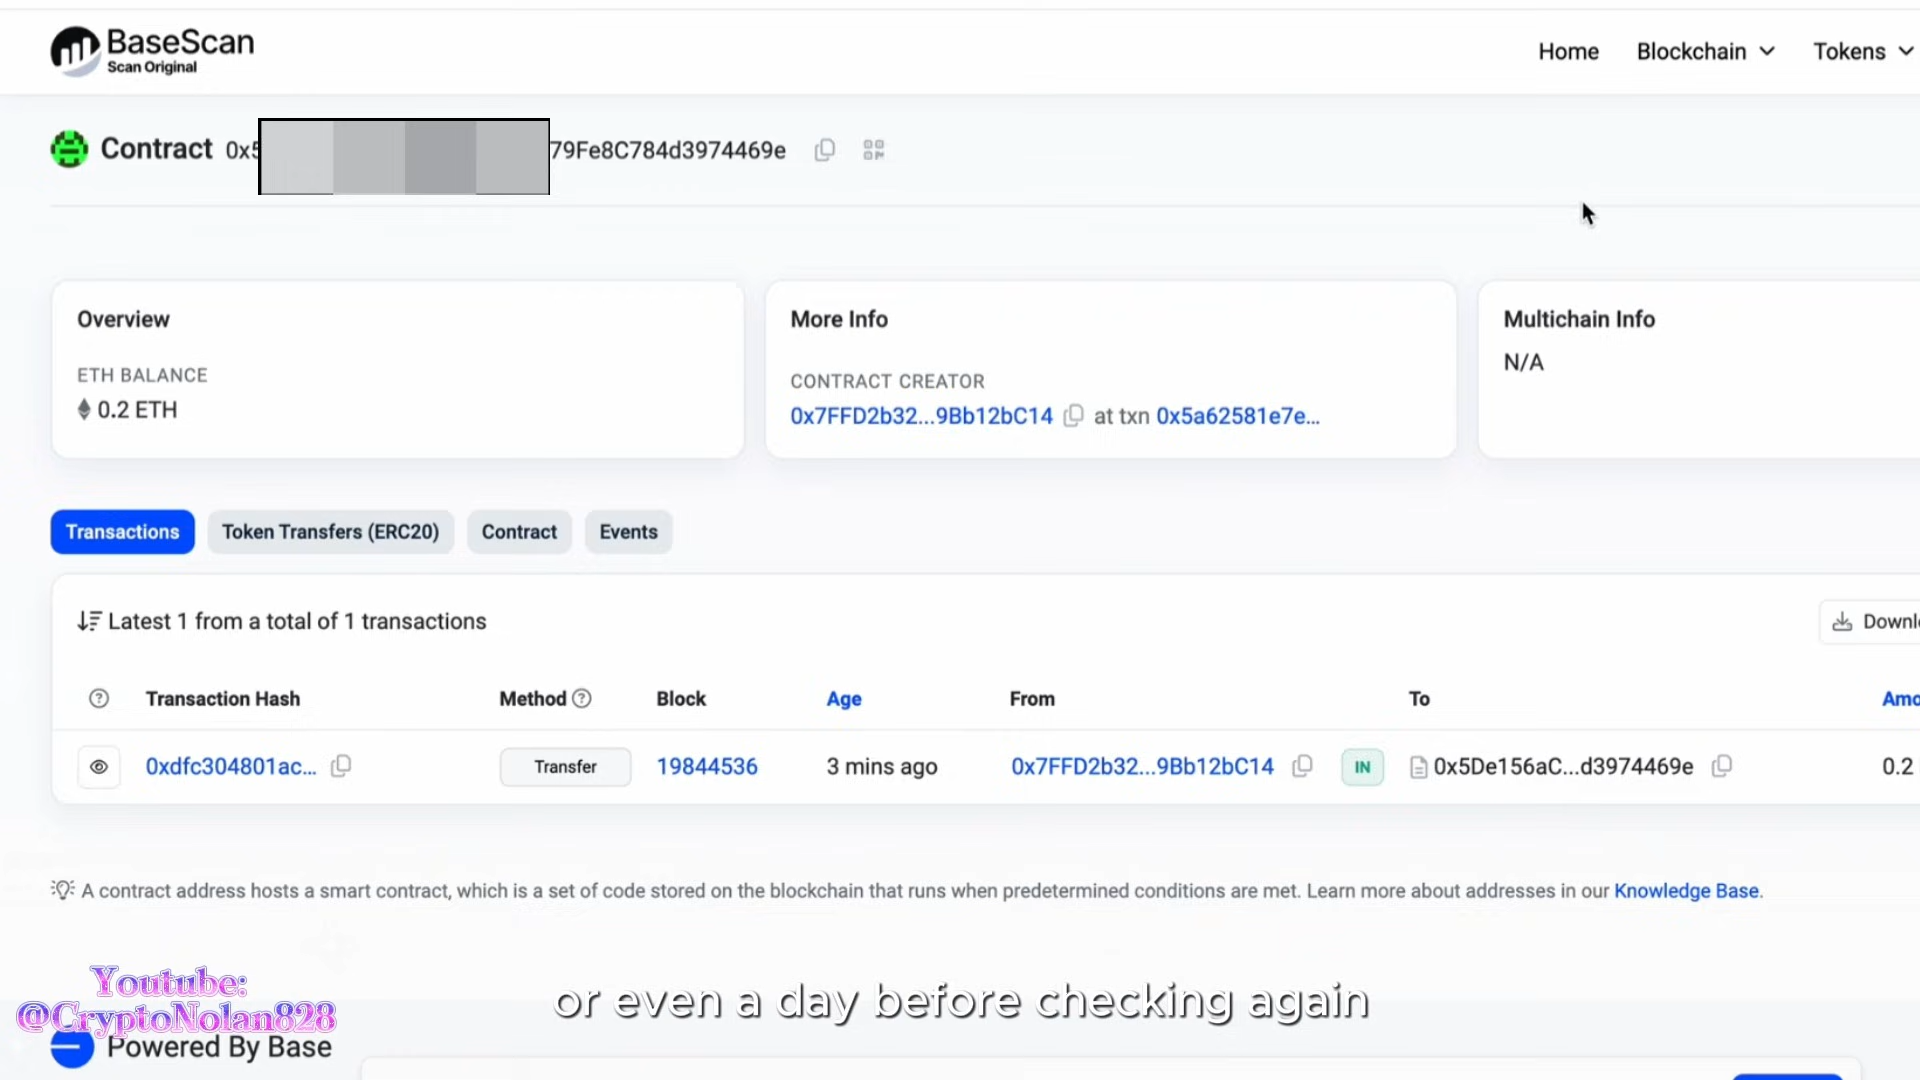 BaseScan
Scan Original
Home Blockchain Tokens
Contract 0x5 79Fe8C784d3974469e
Overview
ETH BALANCE
0.2 ETH
More Info
CONTRACT CREATOR
0x7FFD2b32...9Bb12bC14 at txn 0x5a62581e7e...
Multichain Info
N/A
Transactions Token Transfers (ERC20) Contract Events
Latest 1 from a total of 1 transactions
Downl
Transaction Hash Method Block Age From To Amo
0xdfc304801ac... Transfer 19844536 3 mins ago 0x7FFD2b32...9Bb12bC14 IN 0x5De156aC...d3974469e 0.2
A contract address hosts a smart contract, which is a set of code stored on the blockchain that runs when predetermined conditions are met. Learn more about addresses in our Knowledge Base.
or even a day before checking again
Youtube:
@CryptoNolan828
Powered By Base